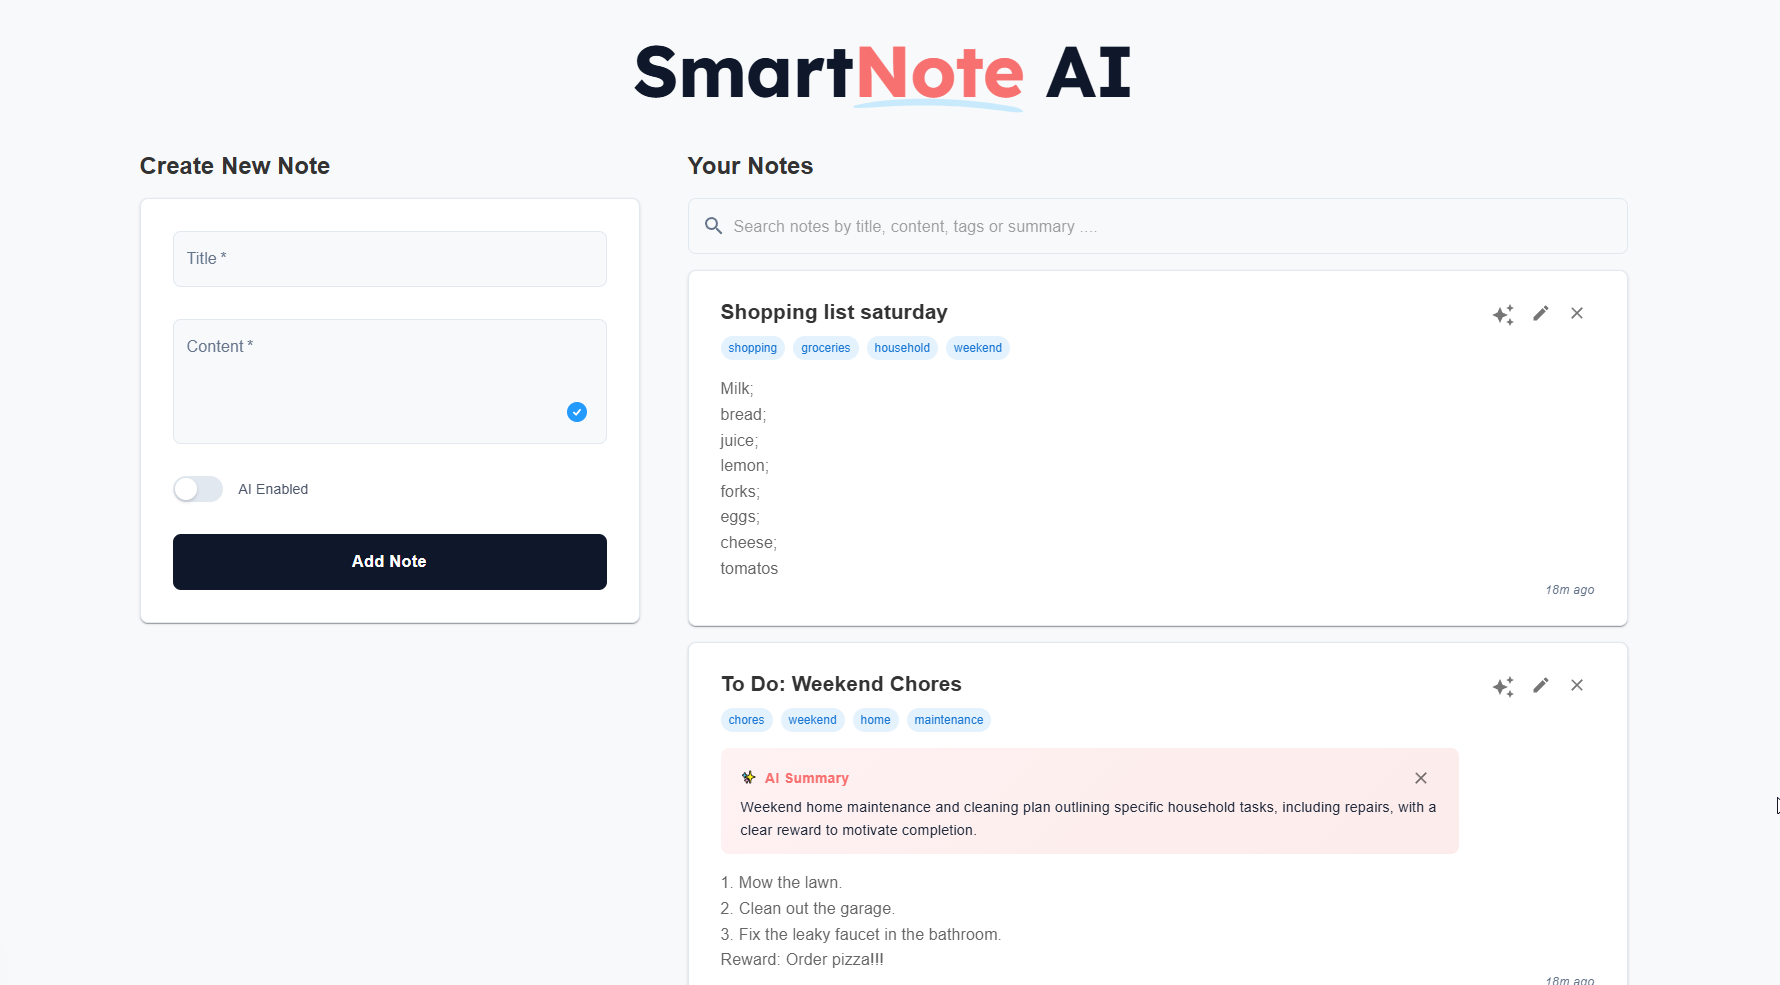 SmartNote AI
Create New Note
Title *
Content *
AI Enabled
Add Note
Your Notes
Search notes by title, content, tags or summary ....
Shopping list saturday
shopping groceries household weekend
Milk;
bread;
juice;
lemon;
forks;
eggs;
cheese;
tomatos
18m ago
To Do: Weekend Chores
chores weekend home maintenance
AI Summary
Weekend home maintenance and cleaning plan outlining specific household tasks, including repairs, with a
clear reward to motivate completion.
1. Mow the lawn.
2. Clean out the garage.
3. Fix the leaky faucet in the bathroom.
Reward: Order pizza!!!
18m ago